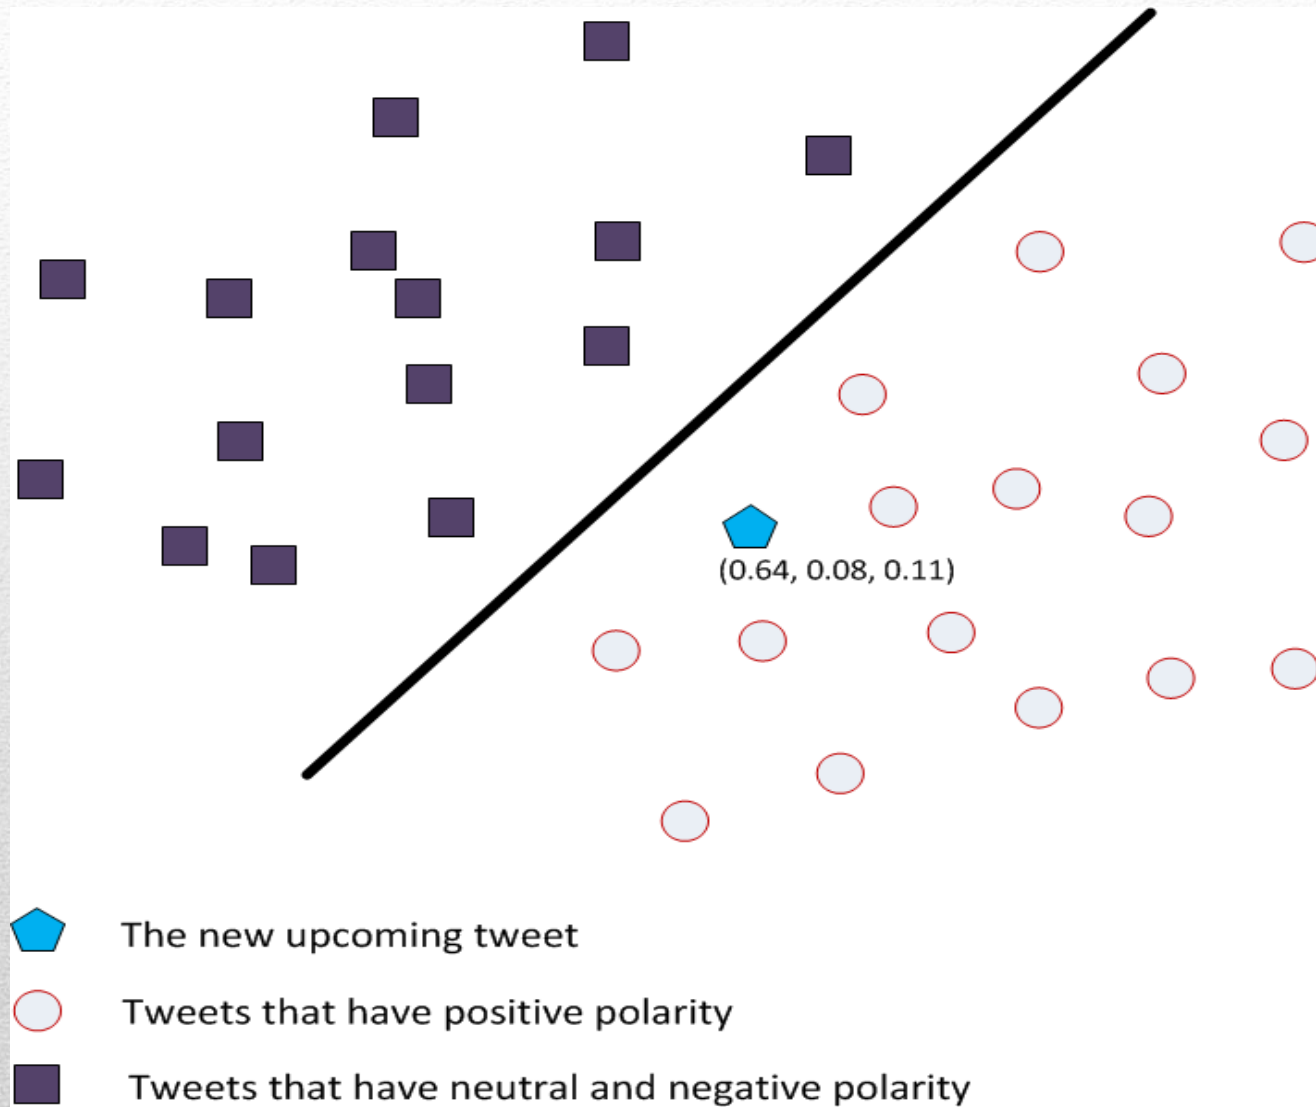 (0.64, 0.08, 0.11)
The new upcoming tweet
Tweets that have positive polarity
Tweets that have neutral and negative polarity